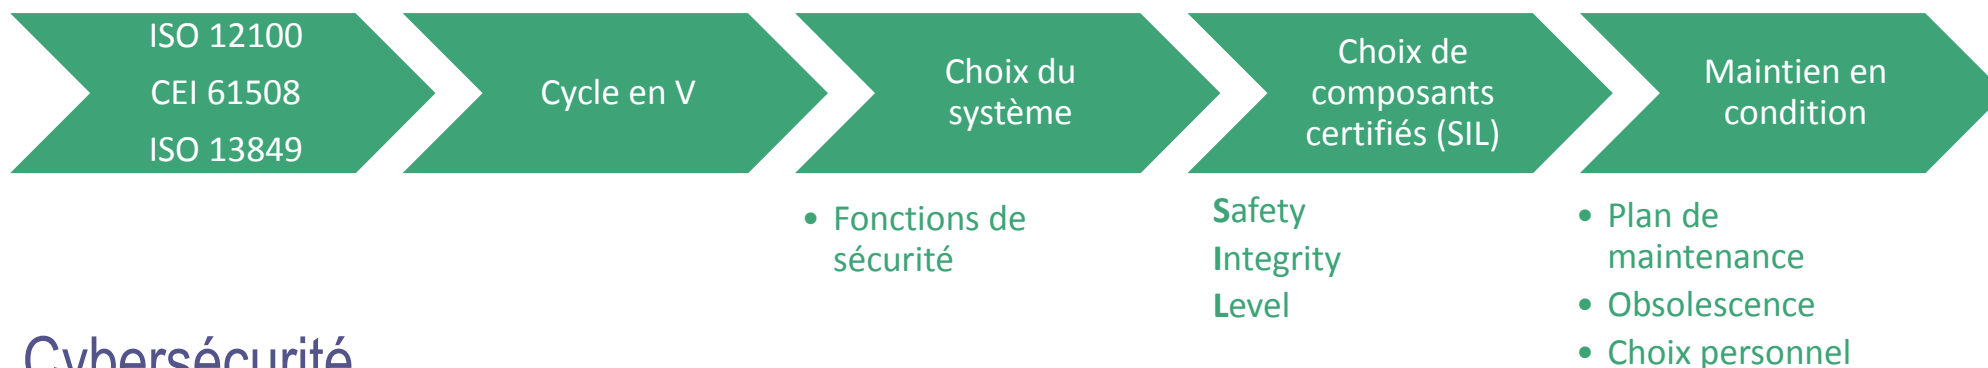 ISO 12100
CEI 61508
ISO 13849
Cycle en V
Choix du
système
Choix de
composants
certifiés (SIL)
Maintien en
condition
• Fonctions de
sécurité
Safety
Integrity
Level
• Plan de
maintenance
• Obsolescence
• Choix personnel
Cybersécurité